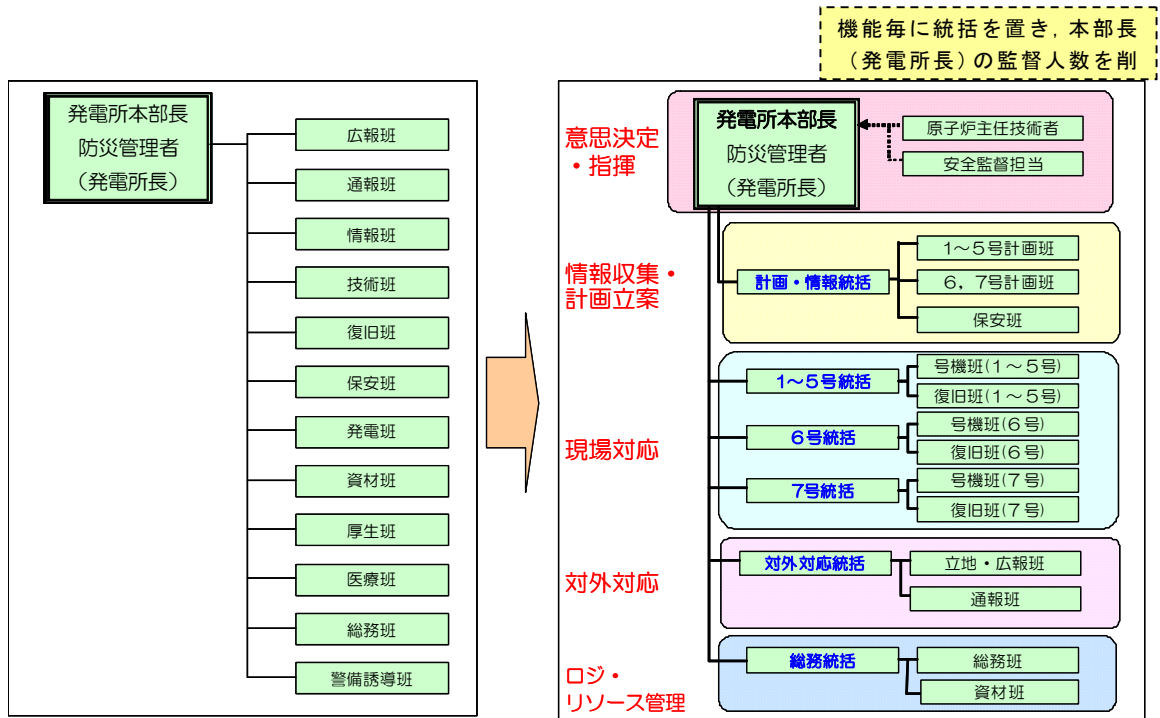 機能毎に統括を置き，本部長
（発電所長）の監督人数を削
発電所本部長
防災管理者
（発電所長）
広報班
通報班
情報班
技術班
復旧班
保安班
発電班
資材班
厚生班
医療班
総務班
警備誘導班
意思決定
・指揮
発電所本部長
防災管理者
（発電所長）
原子炉主任技術者
安全監督担当
情報収集・
計画立案
計画・情報統括
1～5号計画班
6，7号計画班
保安班
現場対応
1～5号統括
号機班(1～5号)
復旧班(1～5号)
6号統括
号機班(6号)
復旧班(6号)
7号統括
号機班(7号)
復旧班(7号)
対外対応
対外対応統括
立地・広報班
通報班
ロジ・
リソース管理
総務統括
総務班
資材班